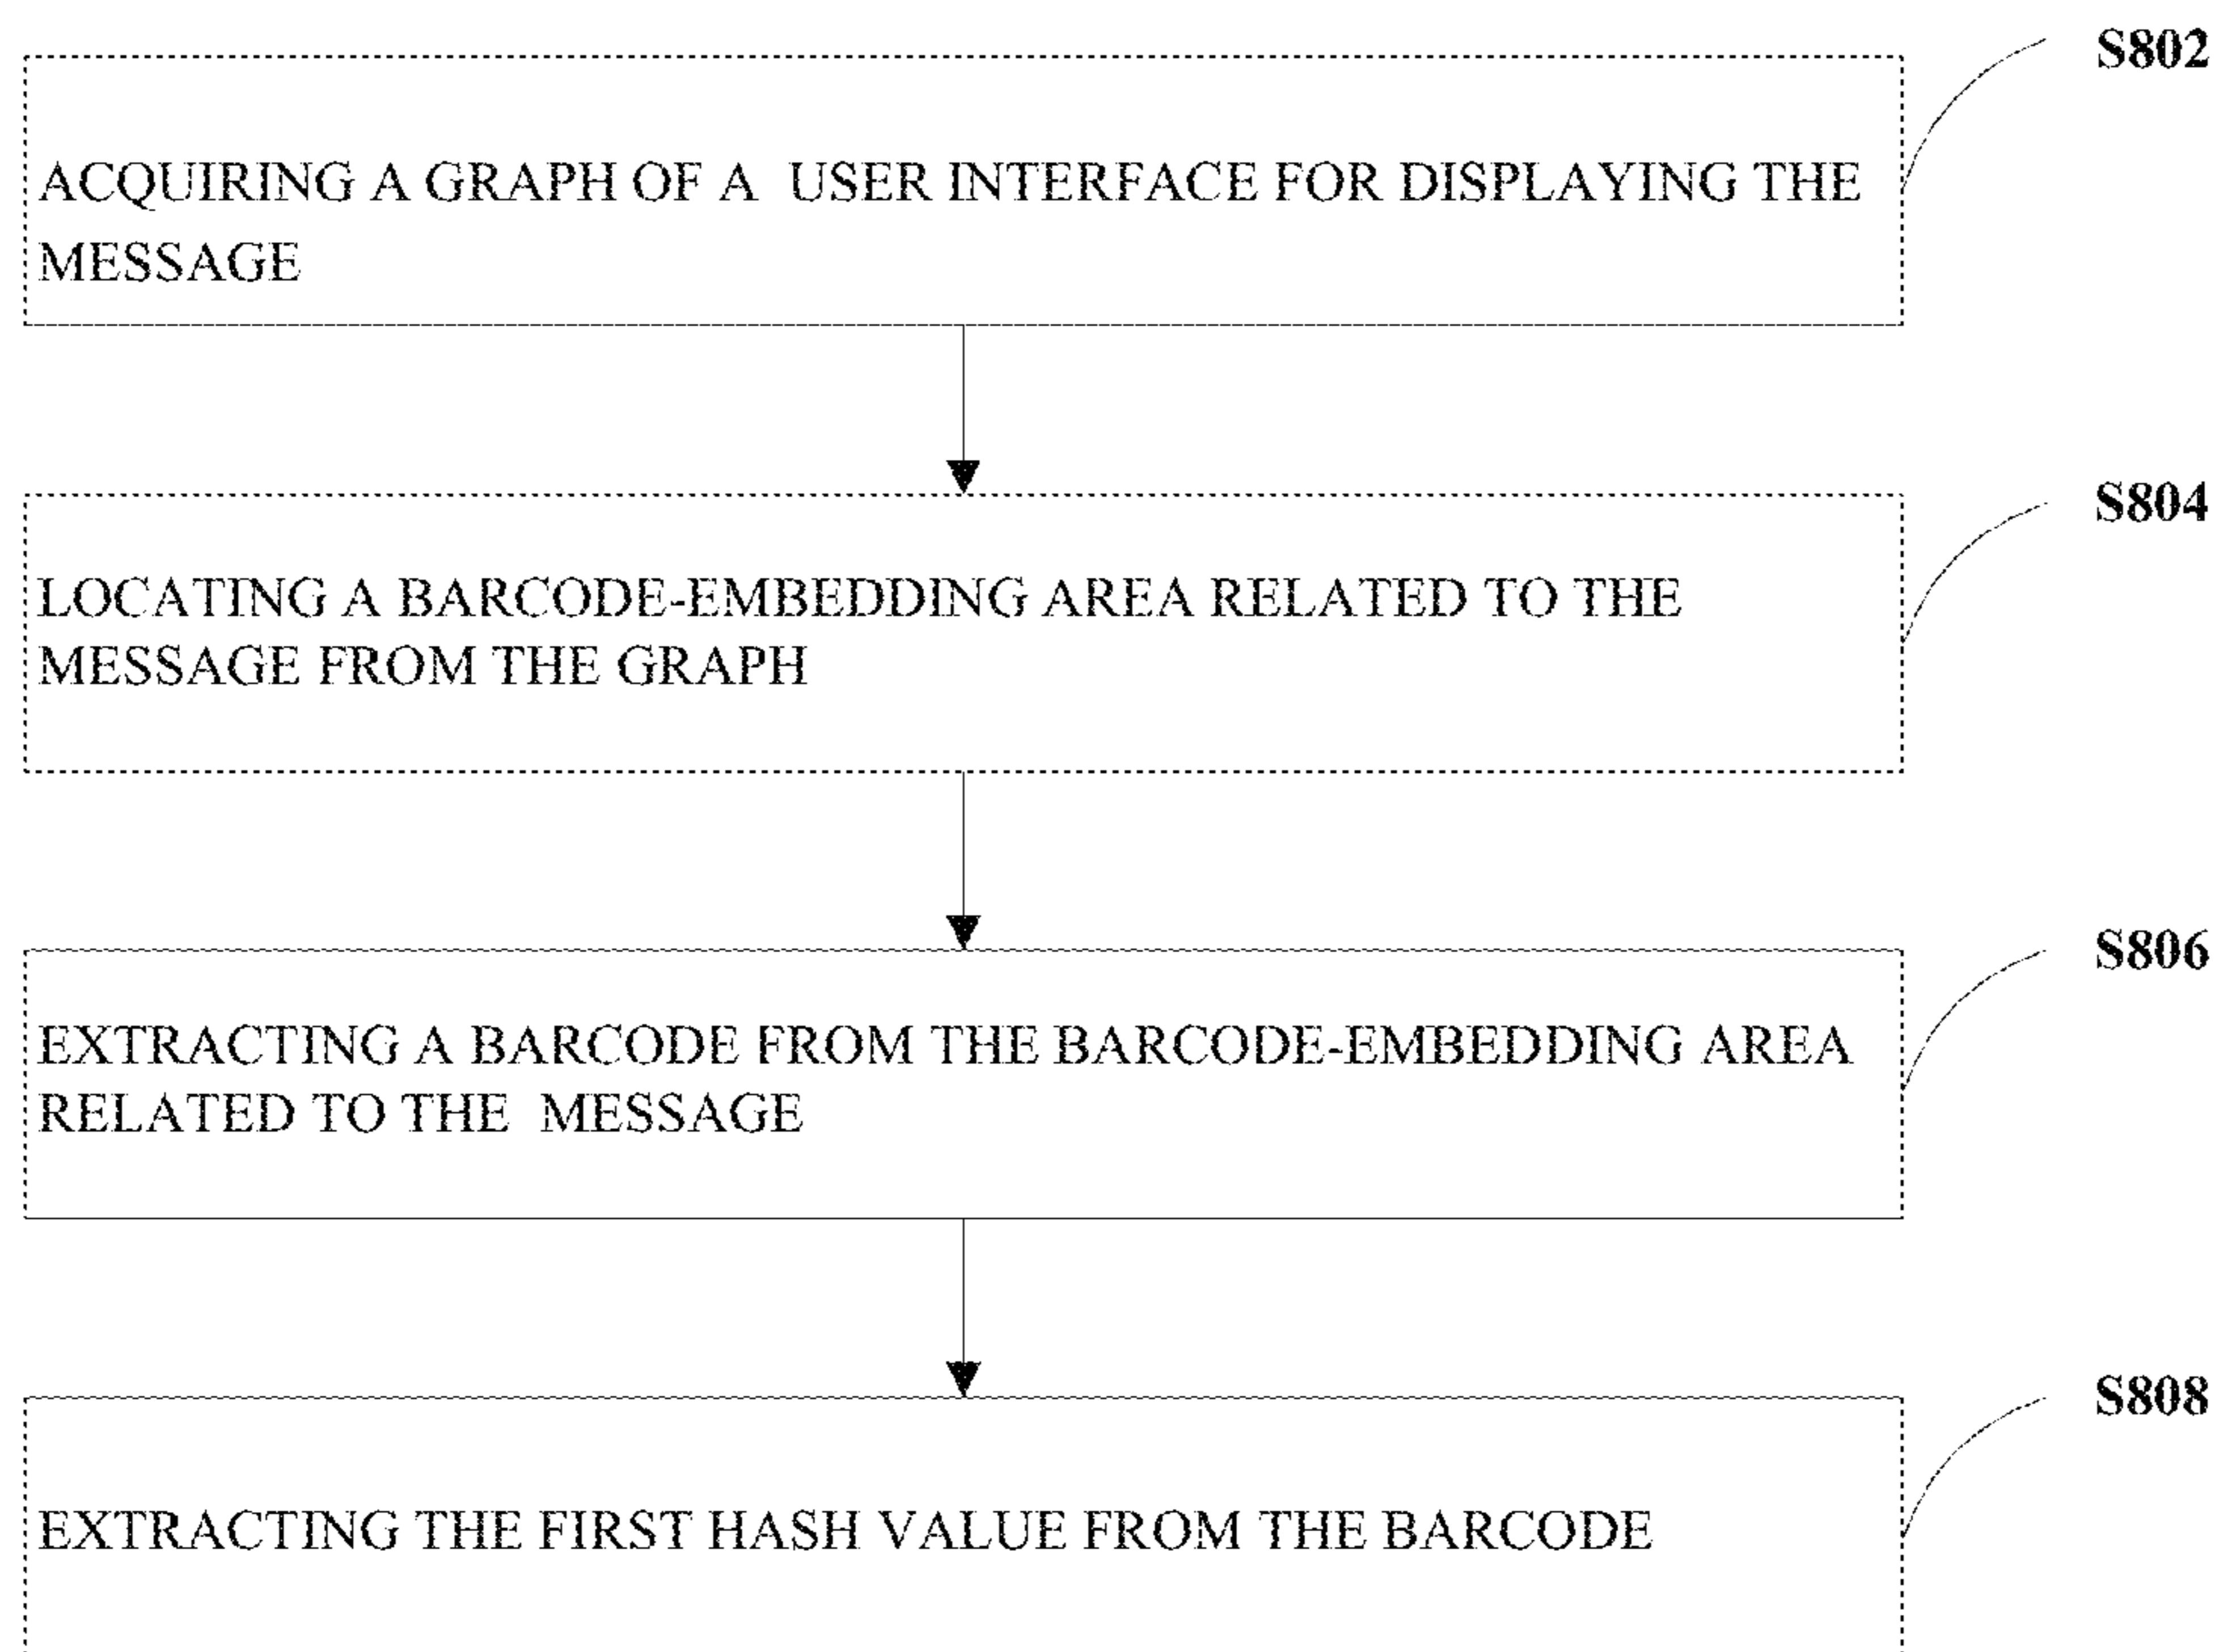 S802
ACQUIRING A GRAPH OF A USER INTERFACE FOR DISPLAYING THE
MESSAGE
S804
LOCATING A BARCODE-EMBEDDING AREA RELATED TO THE
MESSAGE FROM THE GRAPH
S806
EXTRACTING A BARCODE FROM THE BARCODE-EMBEDDING AREA
RELATED TO THE MESSAGE
S808
EXTRACTING THE FIRST HASH VALUE FROM THE BARCODE